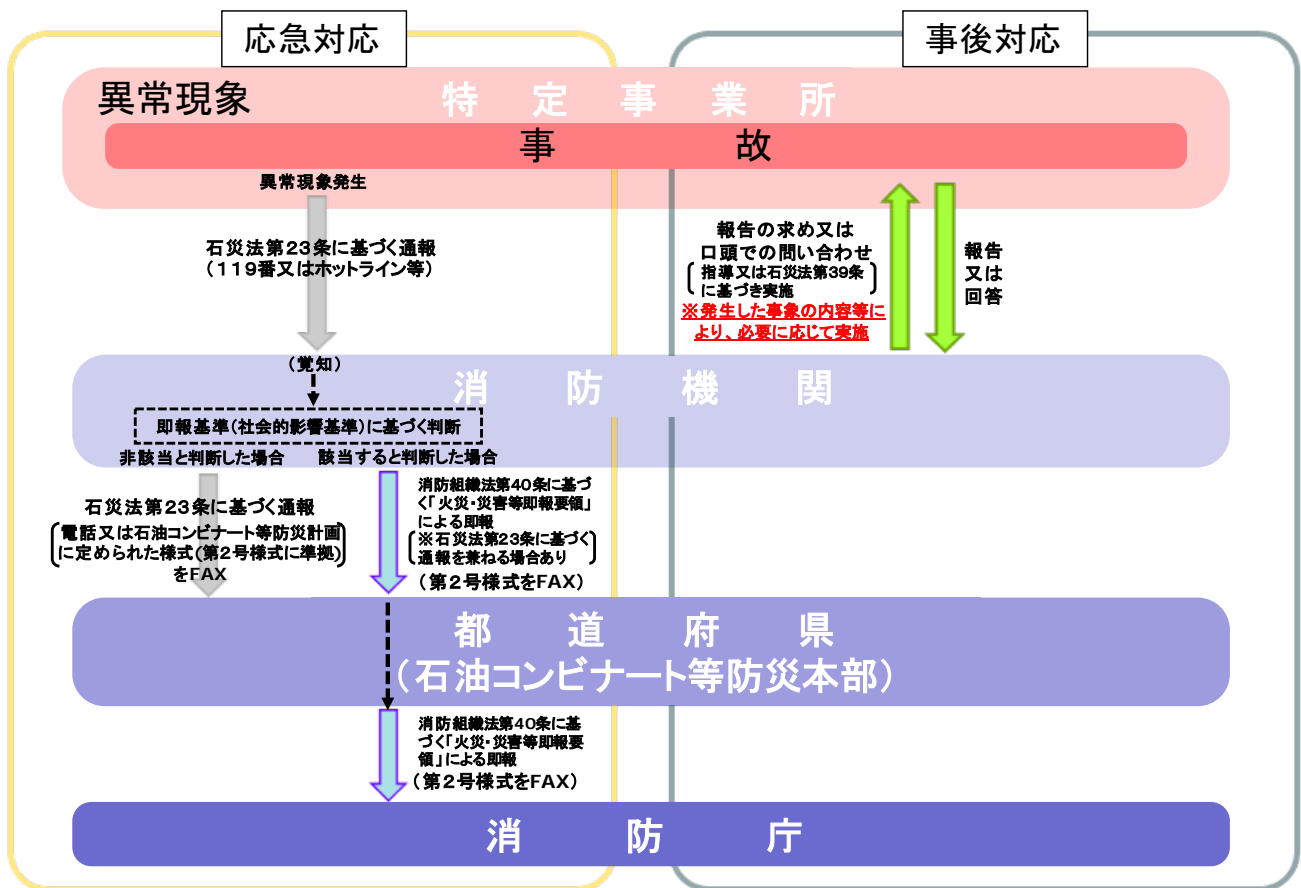 応急対応
事後対応
異常現象
特定事業所
事故
異常現象発生
石災法第23条に基づく通報
（119番又はホットライン等）
報告の求め又は
口頭での問い合わせ
指導又は石災法第39条
に基づき実施
※発生した事象の内容等に
より、必要に応じて実施
報告
又は
回答
（覚知）
消防機関
即報基準（社会的影響基準）に基づく判断
非該当と判断した場合
該当すると判断した場合
石災法第23条に基づく通報
電話又は石油コンビナート等防災計画
に定められた様式（第2号様式に準拠）
をFAX
消防組織法第40条に基づ
く「火災・災害等即報要領」
による即報
※石災法第23条に基づく
通報を兼ねる場合あり
（第2号様式をFAX）
都道府県
（石油コンビナート等防災本部）
消防組織法第40条に基
づく「火災・災害等即報要
領」による即報
（第2号様式をFAX）
消防庁